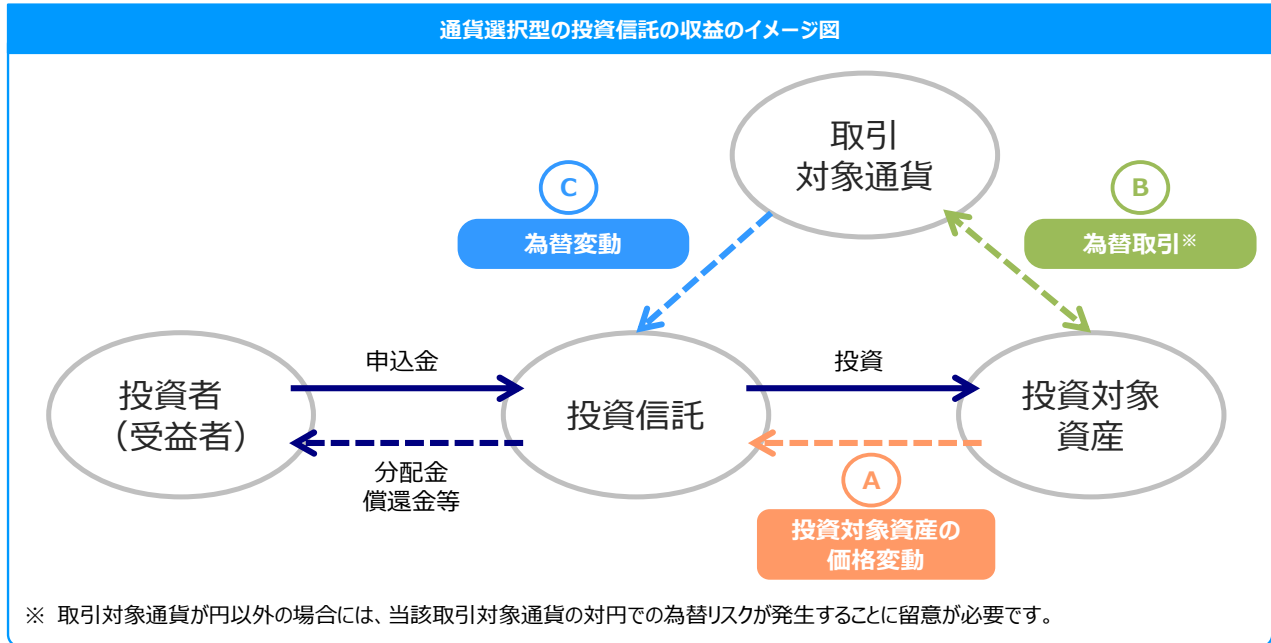 通貨選択型の投資信託の収益のイメージ図
取引
対象通貨
C
為替変動
B
為替取引※
投資者
（受益者）
申込金
分配金
償還金等
投資信託
投資
投資対象
資産
A
投資対象資産の
価格変動
※ 取引対象通貨が円以外の場合には、当該取引対象通貨の対円での為替リスクが発生することに留意が必要です。